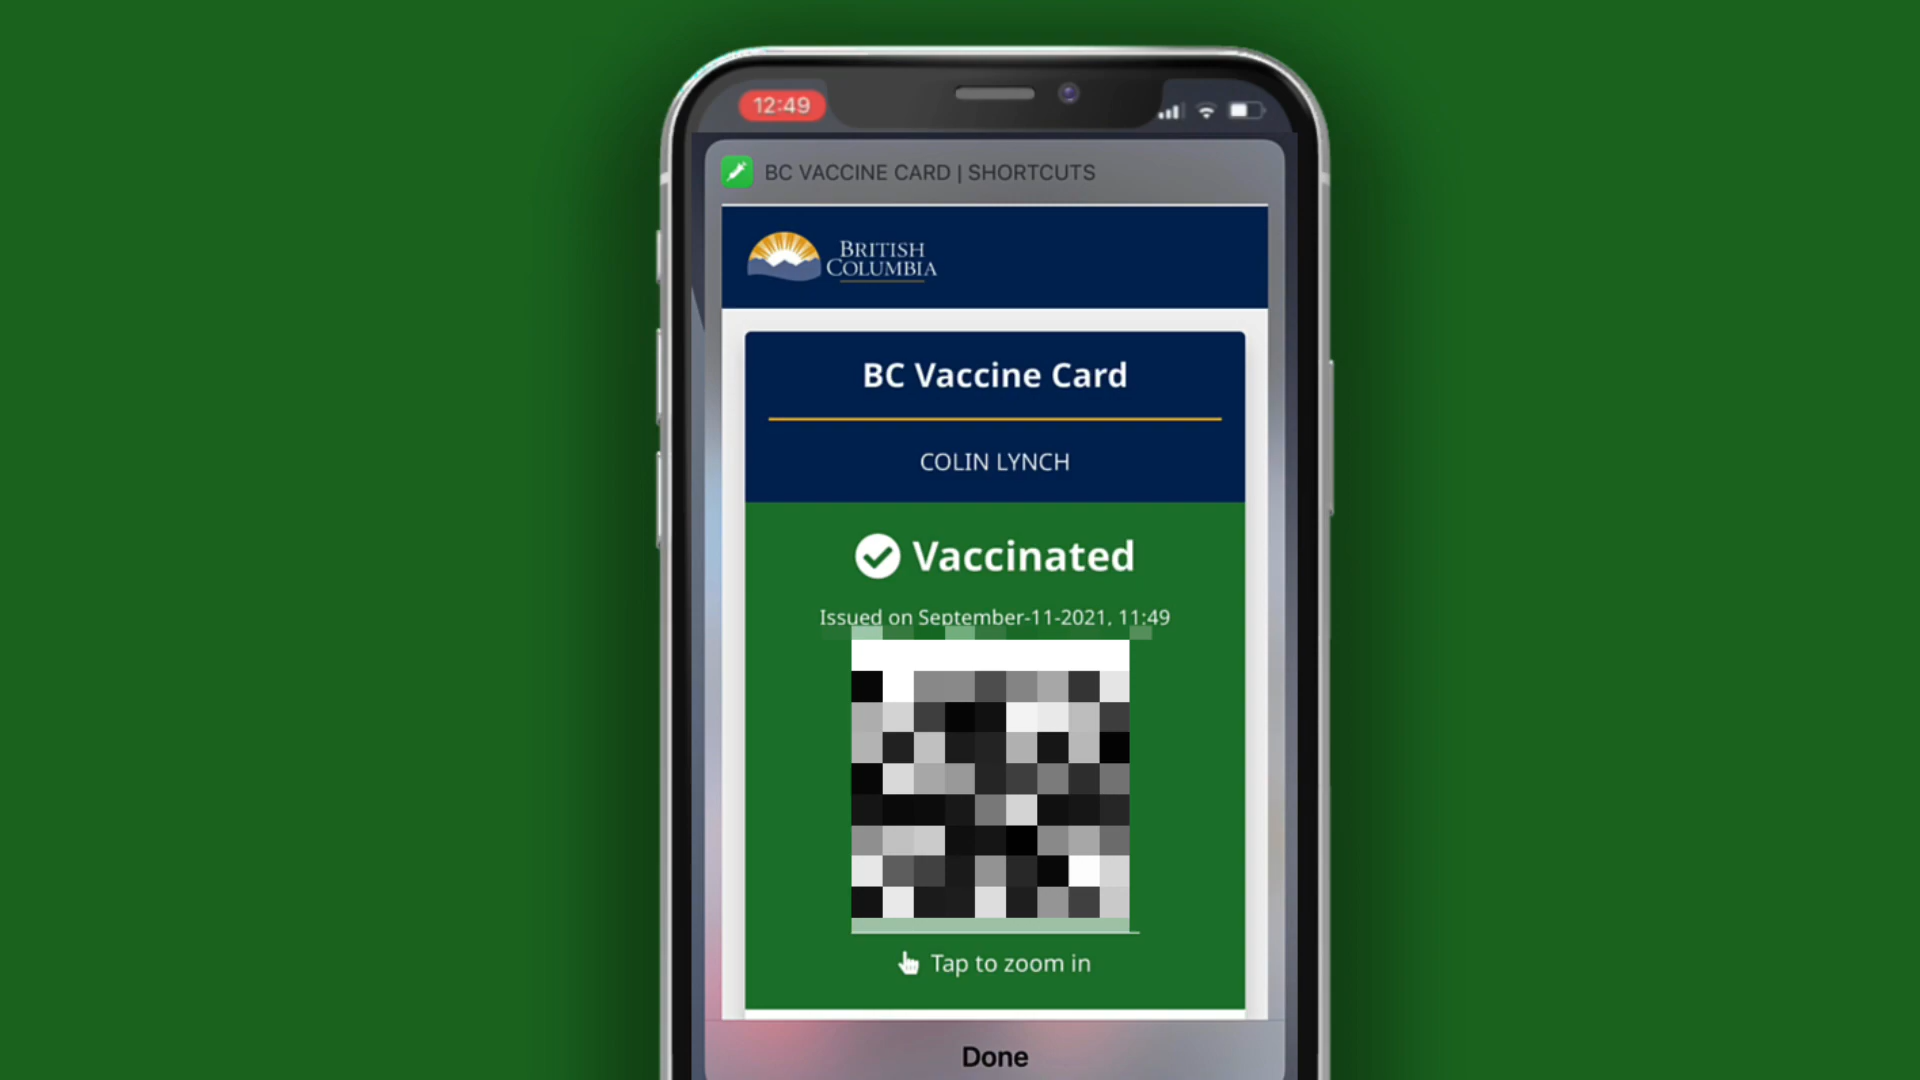 12:49
BC VACCINE CARD | SHORTCUTS
BRITISH
COLUMBIA
BC Vaccine Card
COLIN LYNCH
Vaccinated
Issued on September-11-2021, 11:49
Tap to zoom in
Done